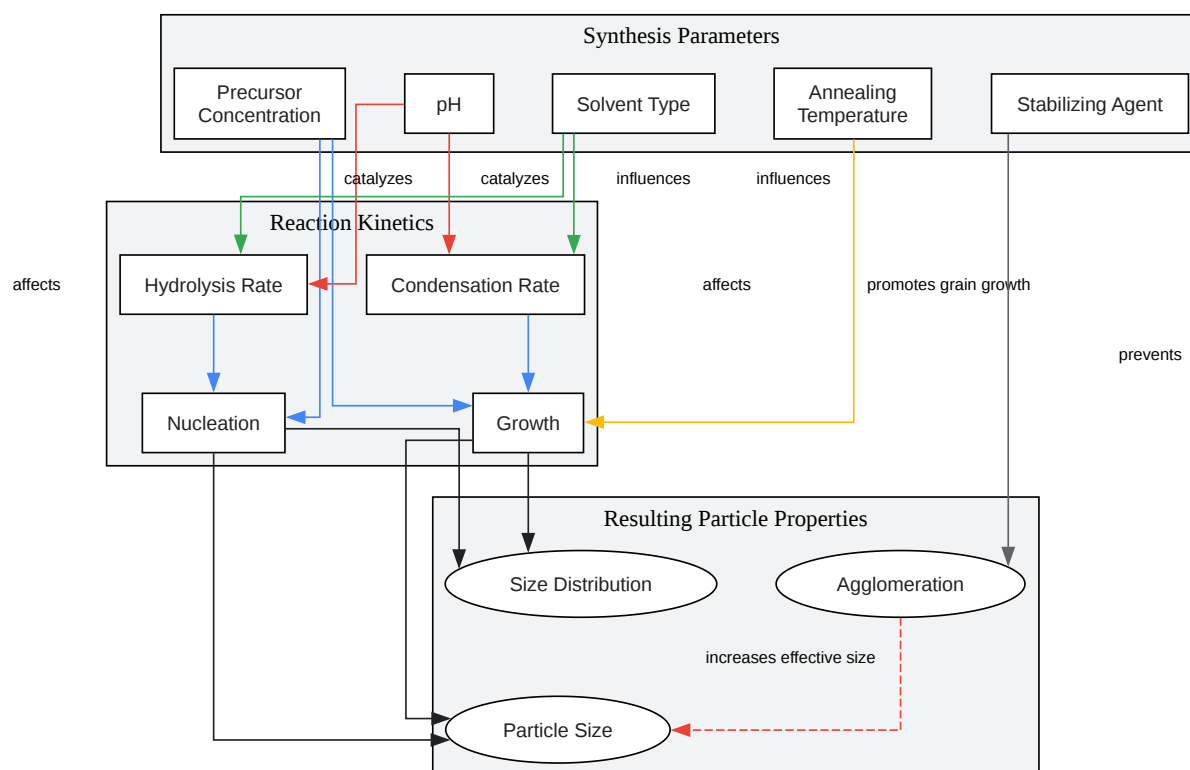 Synthesis Parameters
Precursor
Concentration
pH
Solvent Type
Annealing
Temperature
Stabilizing Agent
catalyzes
catalyzes
influences
influences
Reaction Kinetics
Hydrolysis Rate
Condensation Rate
affects
affects
promotes grain growth
prevents
Nucleation
Growth
Resulting Particle Properties
Size Distribution
Agglomeration
increases effective size
Particle Size